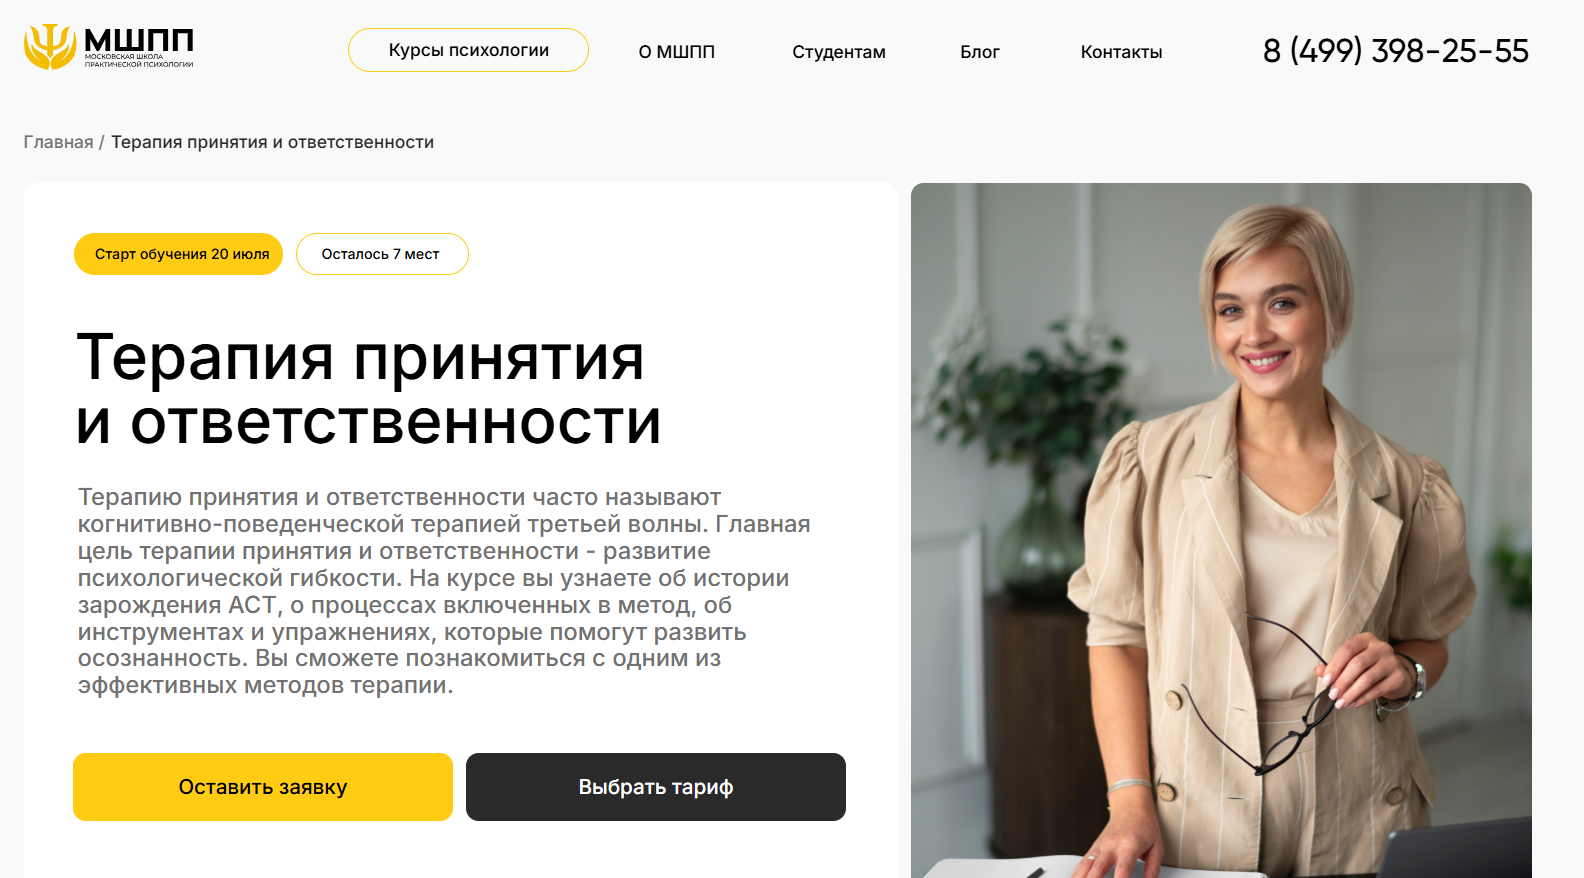 МШПП
МОСКОВСКАЯ ШКОЛА
ПРАКТИЧЕСКОЙ ПСИХОЛОГИИ
Курсы психологии
О МШПП
Студентам
Блог
Контакты
8 (499) 398-25-55
Главная / Терапия принятия и ответственности
Старт обучения 20 июля
Осталось 7 мест
Терапия принятия
и ответственности
Терапию принятия и ответственности часто называют
когнитивно-поведенческой терапией третьей волны. Главная
цель терапии принятия и ответственности - развитие
психологической гибкости. На курсе вы узнаете об истории
зарождения АСТ, о процессах включенных в метод, об
инструментах и упражнениях, которые помогут развить
осознанность. Вы сможете познакомиться с одним из
эффективных методов терапии.
Оставить заявку
Выбрать тариф